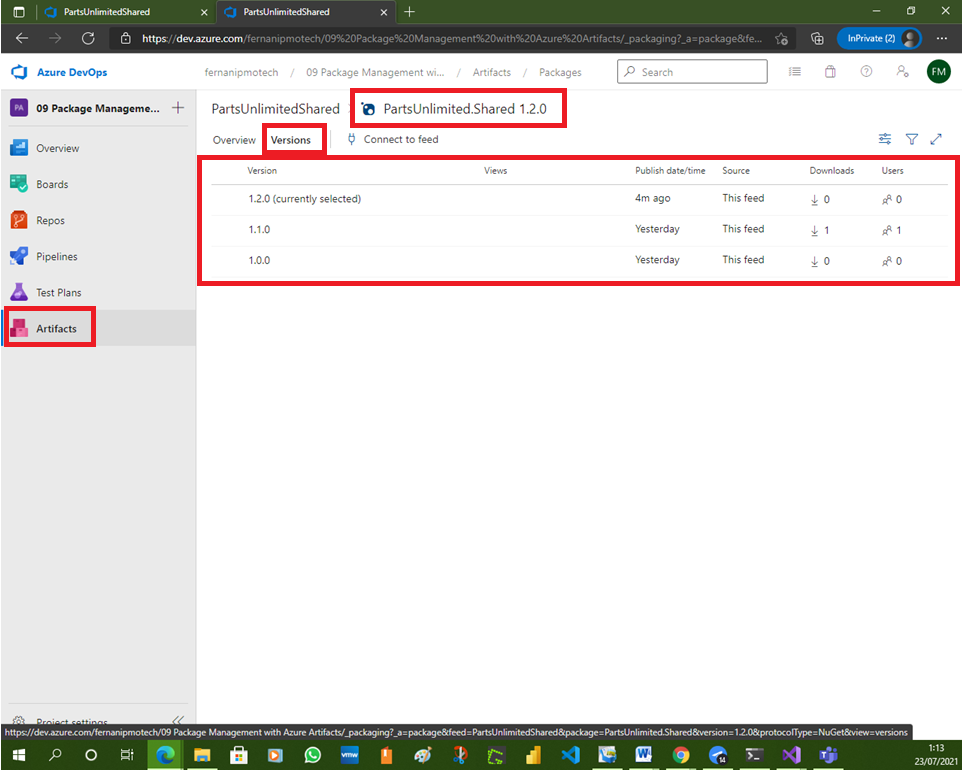 PartsUnlimitedShared
PartsUnlimitedShared
https://dev.azure.com/fernanipmotech/09%20Package%20Management%20with%20Azure%20Artifacts/_packaging?_a=package&fe...
InPrivate (2)
Azure DevOps
fernanipmotech / 09 Package Management wi... / Artifacts / Packages
Search
FM
PA
09 Package Manageme...
PartsUnlimitedShared
PartsUnlimited.Shared 1.2.0
Overview
Versions
Connect to feed
Overview
Boards
Repos
Pipelines
Test Plans
Artifacts
Version Views Publish date/time Source Downloads Users
1.2.0 (currently selected) 4m ago This feed 0 0
1.1.0 Yesterday This feed 1 1
1.0.0 Yesterday This feed 0 0
Project settings
https://dev.azure.com/fernanipmotech/09 Package Management with Azure Artifacts/_packaging?_a=package&feed=PartsUnlimitedShared&package=PartsUnlimited.Shared&version=1.2.0&protocolType=NuGet&view=versions
vmw
14
1:13
23/07/2021